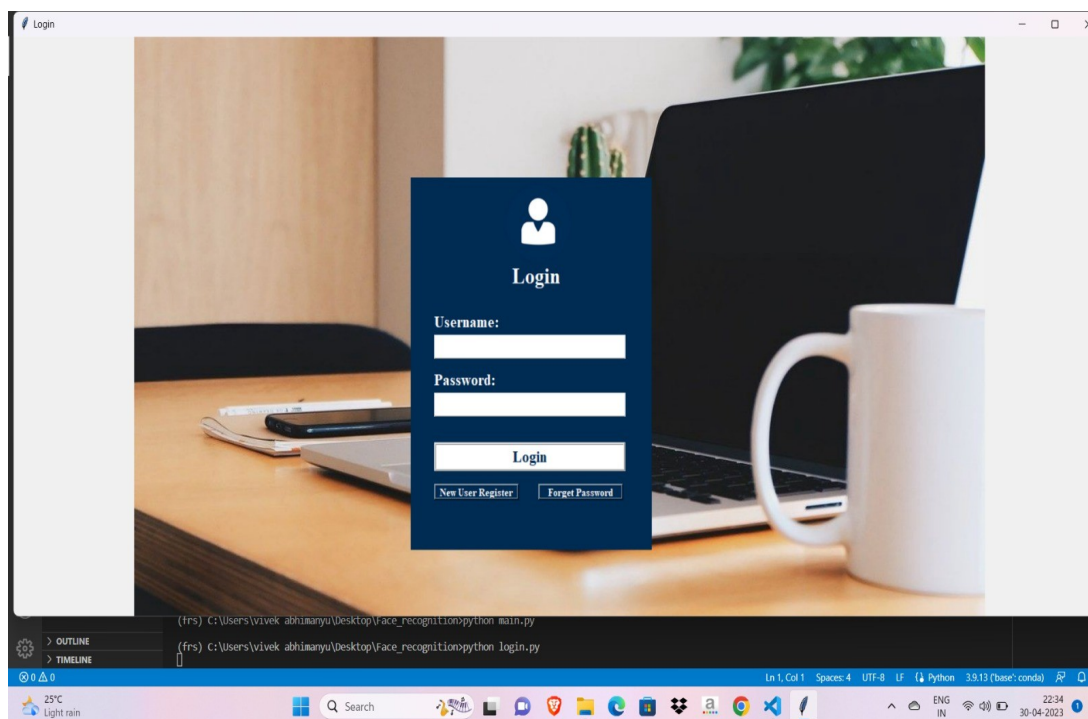 Login
Login
Username:
Password:
Login
New User Register Forget Password
(frs) C:\Users\vivek abhimanyu\Desktop\Face_recognition>python main.py
> OUTLINE
(frs) C:\Users\vivek abhimanyu\Desktop\Face_recognition>python login.py
> TIMELINE
0 0 Ln 1, Col 1 Spaces: 4 UTF-8 LF Python 3.9.13 ('base': conda)
25°C
Light rain
Search
a
ENG
IN
22:34
30-04-2023
1